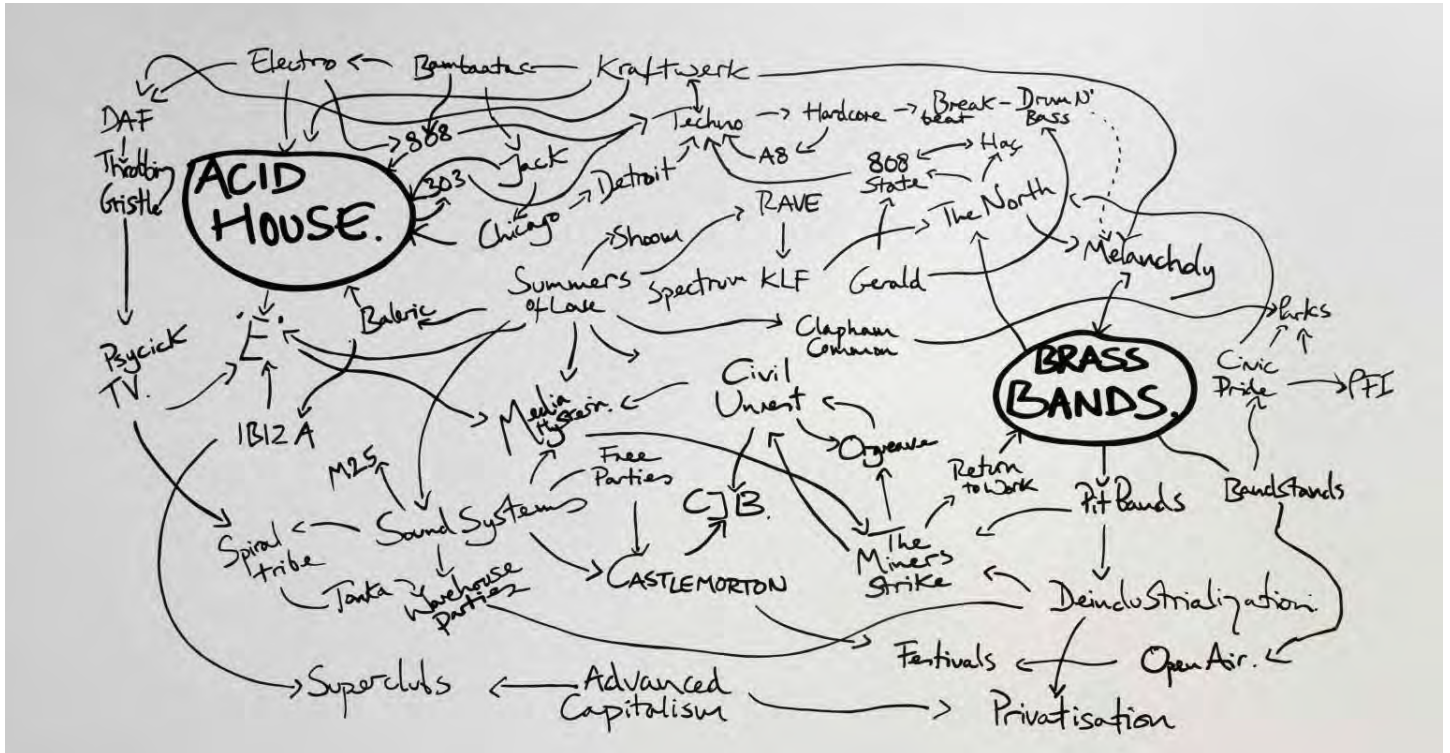 Electro
Bambaataa
Kraftwerk
DAF
Throbbing
Gristle
808
Techno
Hardcore
Break-
beat
Drum N'
Bass
ACID
HOUSE.
303
Jack
A8
808
State
Haç
Detroit
Chicago
RAVE
The North
Shoom
Melancholy
Summers
of Love
Spectrum
KLF
Gerald
'E'.
Baleric
Clapham
Common
Parks
Psycick
TV.
BRASS
BANDS.
Civic
Pride
PFI
Civil
Unrest
Media
Hysteria.
IBIZA
Orgreave
M25
Free
Parties
Return
to Work
Pit Bands
Bandstands
CJB.
Sound Systems
Spiral
tribe
The
Miners
Strike
CASTLEMORTON
Tonka
Warehouse
Parties
Deindustrialization.
Festivals
Open Air.
Superclubs
Advanced
Capitalism
Privatisation